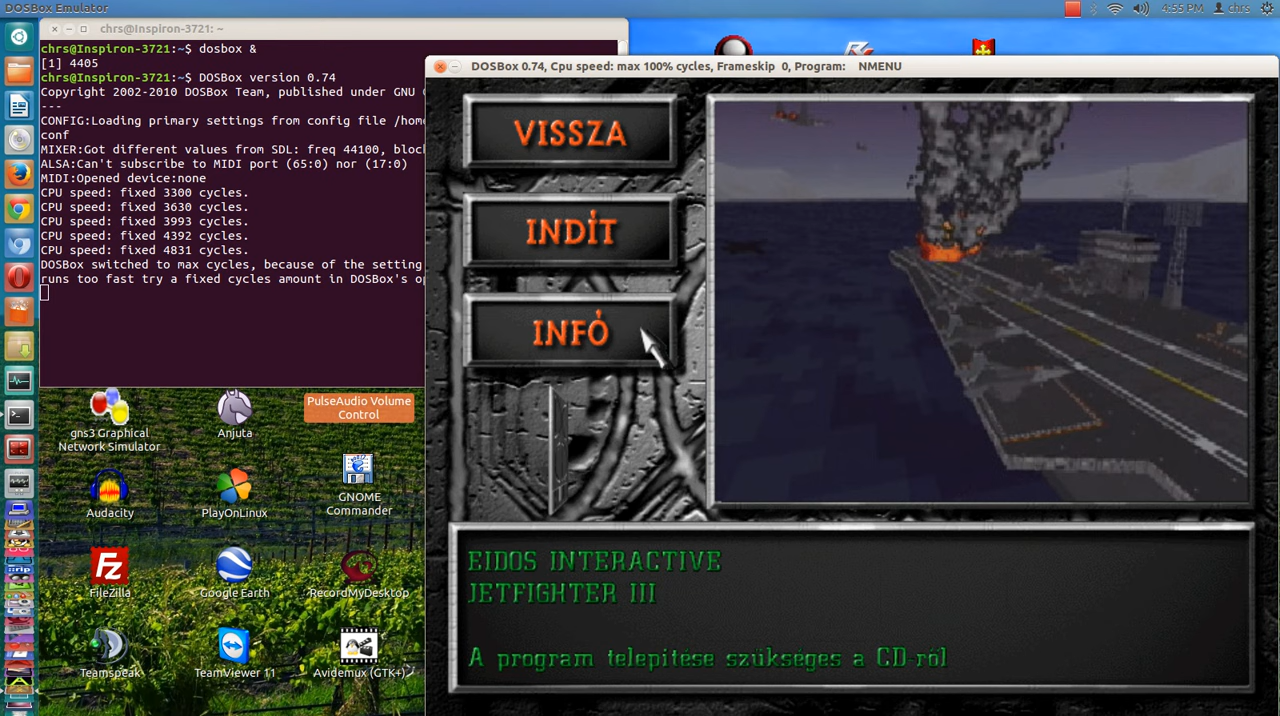 DOSBox Emulator
4:55 PM
chrs
chrs@Inspiron-3721: ~
chrs@Inspiron-3721:~$ dosbox &
[1] 4405
chrs@Inspiron-3721:~$ DOSBox version 0.74
Copyright 2002-2010 DOSBox Team, published under GNU
---
CONFIG:Loading primary settings from config file
conf
MIXER:Got different values from SDL: freq 44100,
ALSA:Can't subscribe to MIDI port (65:0) nor (17:0)
MIDI:Opened device:none
CPU speed: fixed 3300 cycles.
CPU speed: fixed 3630 cycles.
CPU speed: fixed 3993 cycles.
CPU speed: fixed 4392 cycles.
CPU speed: fixed 4831 cycles.
DOSBox switched to max cycles, because of the setting
runs too fast try a fixed cycles amount in DOSBox's
DOSBox 0.74, Cpu speed: max 100% cycles, Frameskip 0, Program: NMENU
VISSZA
INDÍT
INFÓ
EIDOS INTERACTIVE
JETFIGHTER III
A program telepítése szükséges a CD-ről
gns3 Graphical
Network Simulator
Anjuta
PulseAudio Volume
Control
Audacity
PlayOnLinux
GNOME
Commander
FileZilla
Google Earth
RecordMyDesktop
Teamspeak
TeamViewer 11
Avidemux (GTK+)